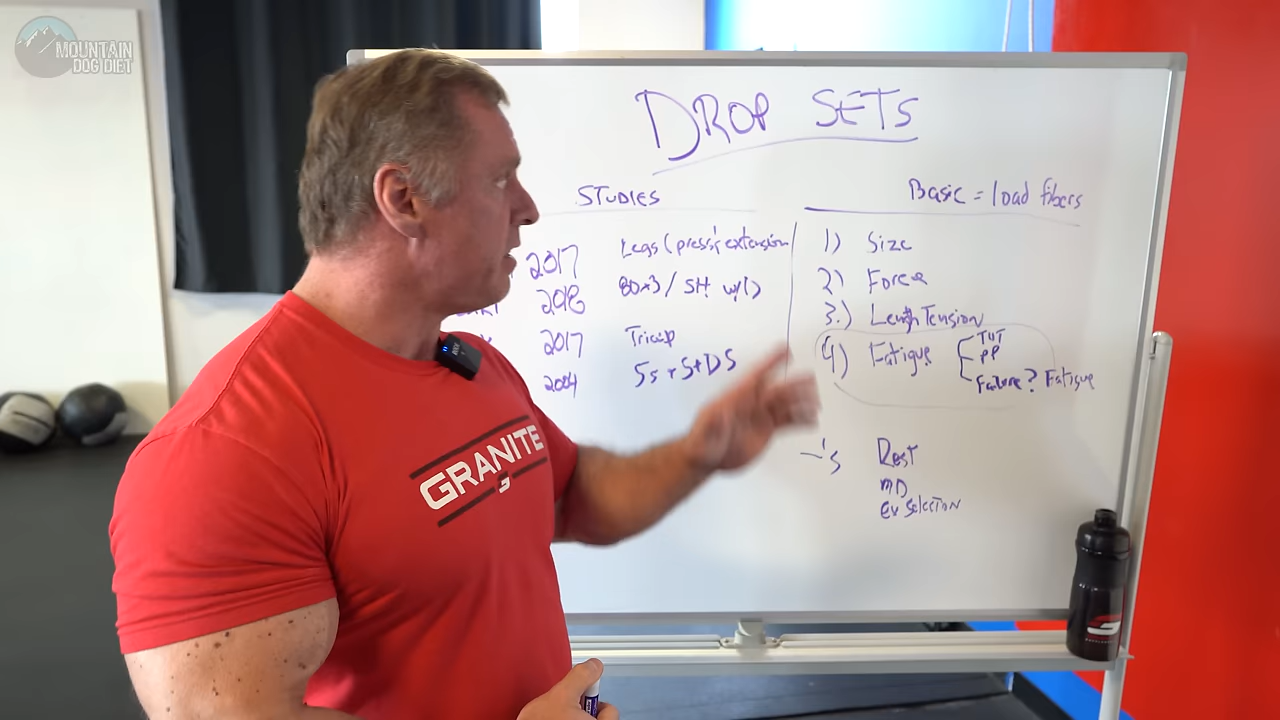 MOUNTAIN
DOG DIET
DROP SETS
STUDIES
2017 Legs (press & extension
2018 80x3 / SH w/1)
2017 Tricep
2004 5s + S+DS
Basic = load fibers
1) Size
2) Force
3.) Length Tension
4) Fatigue
TUT
PP
Failure? Fatigue
-'s Rest
MD
Ex Selection
GRANITE